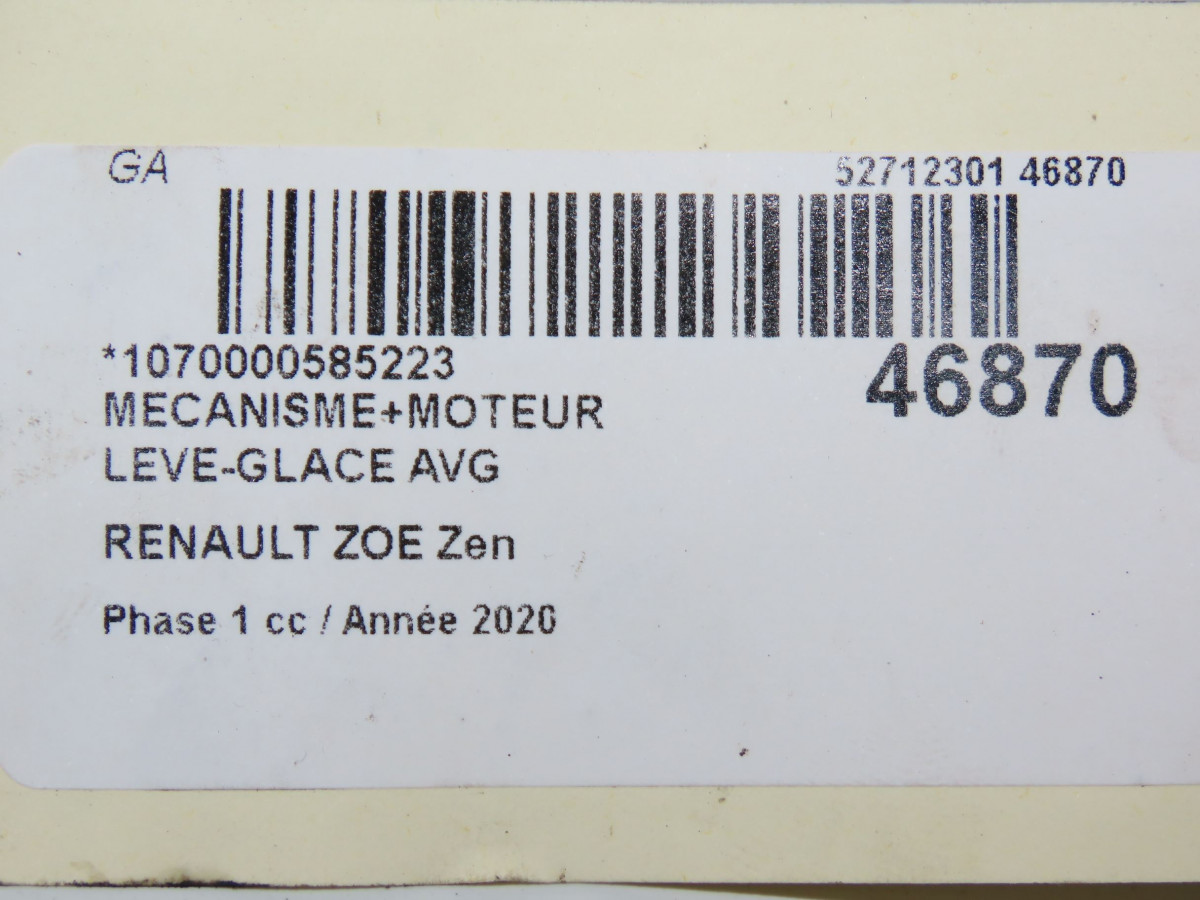 GA
52712301 46870
*1070000585223
46870
MECANISME+MOTEUR
LEVE-GLACE AVG
RENAULT ZOE Zen
Phase 1 cc / Année 2020